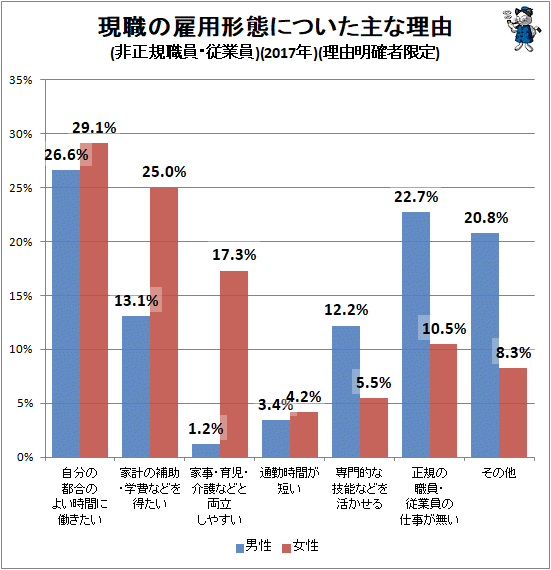 現職の雇用形態についた主な理由
(非正規職員・従業員)(2017年)(理由明確者限定)
35%
30%
25%
20%
15%
10%
5%
0%
26.6%
29.1%
13.1%
25.0%
1.2%
17.3%
3.4%
4.2%
12.2%
5.5%
22.7%
10.5%
20.8%
8.3%
自分の
都合の
よい時間に
働きたい
家計の補助
・学費などを
得たい
家事・育児・
介護などと
両立
しやすい
通勤時間が
短い
専門的な
技能などを
活かせる
正規の
職員・
従業員の
仕事が無い
その他
男性
女性